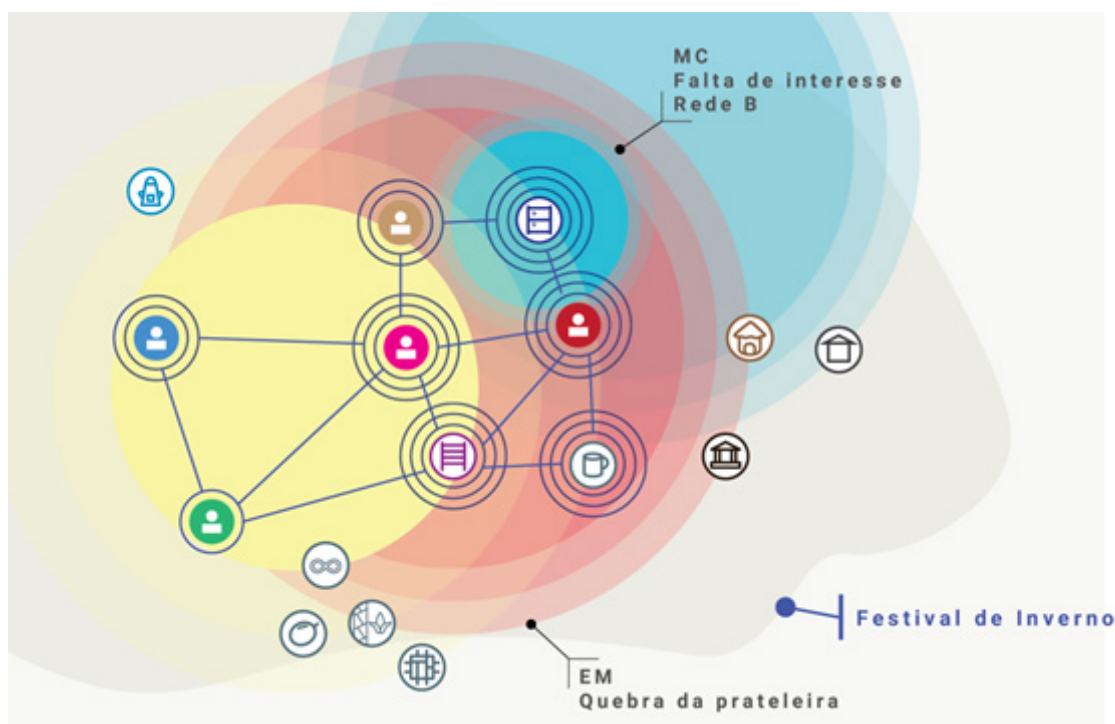 MC
Falta de interesse
Rede B
Festival de Inverno
EM
Quebra da prateleira